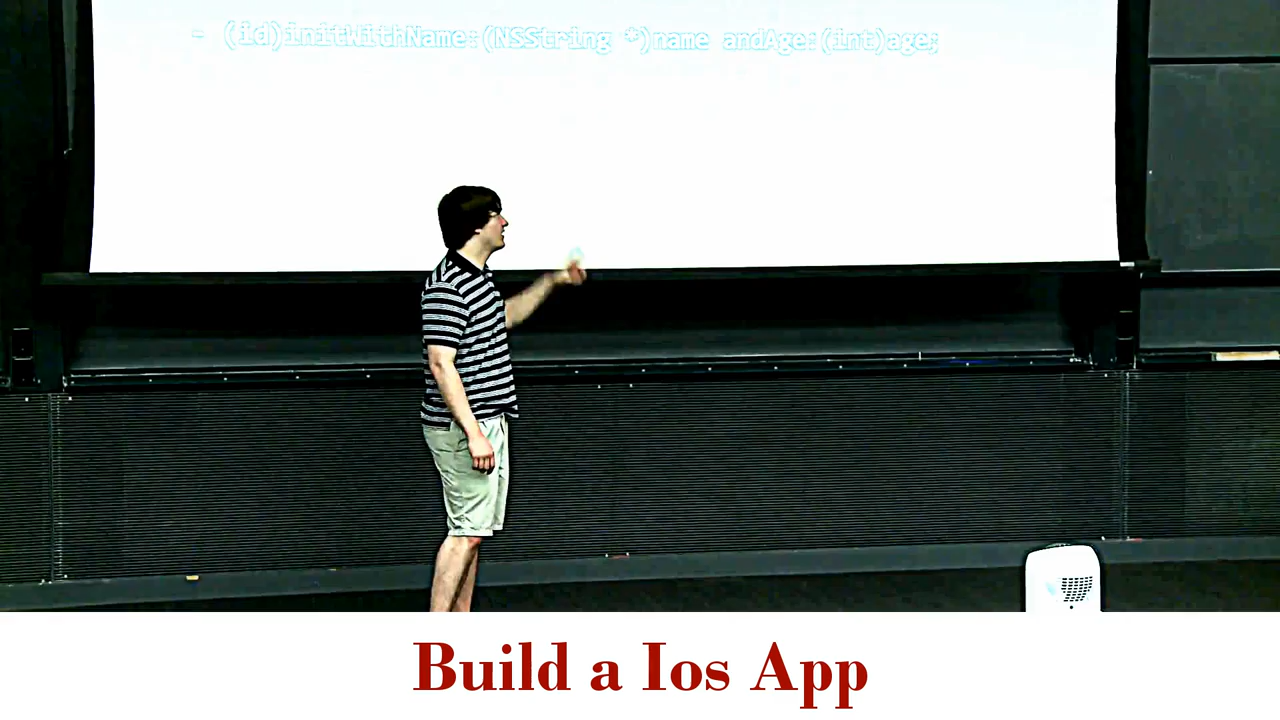 - (id)initWithName:(NSString *)name andAge:(int)age;
Build a Ios App